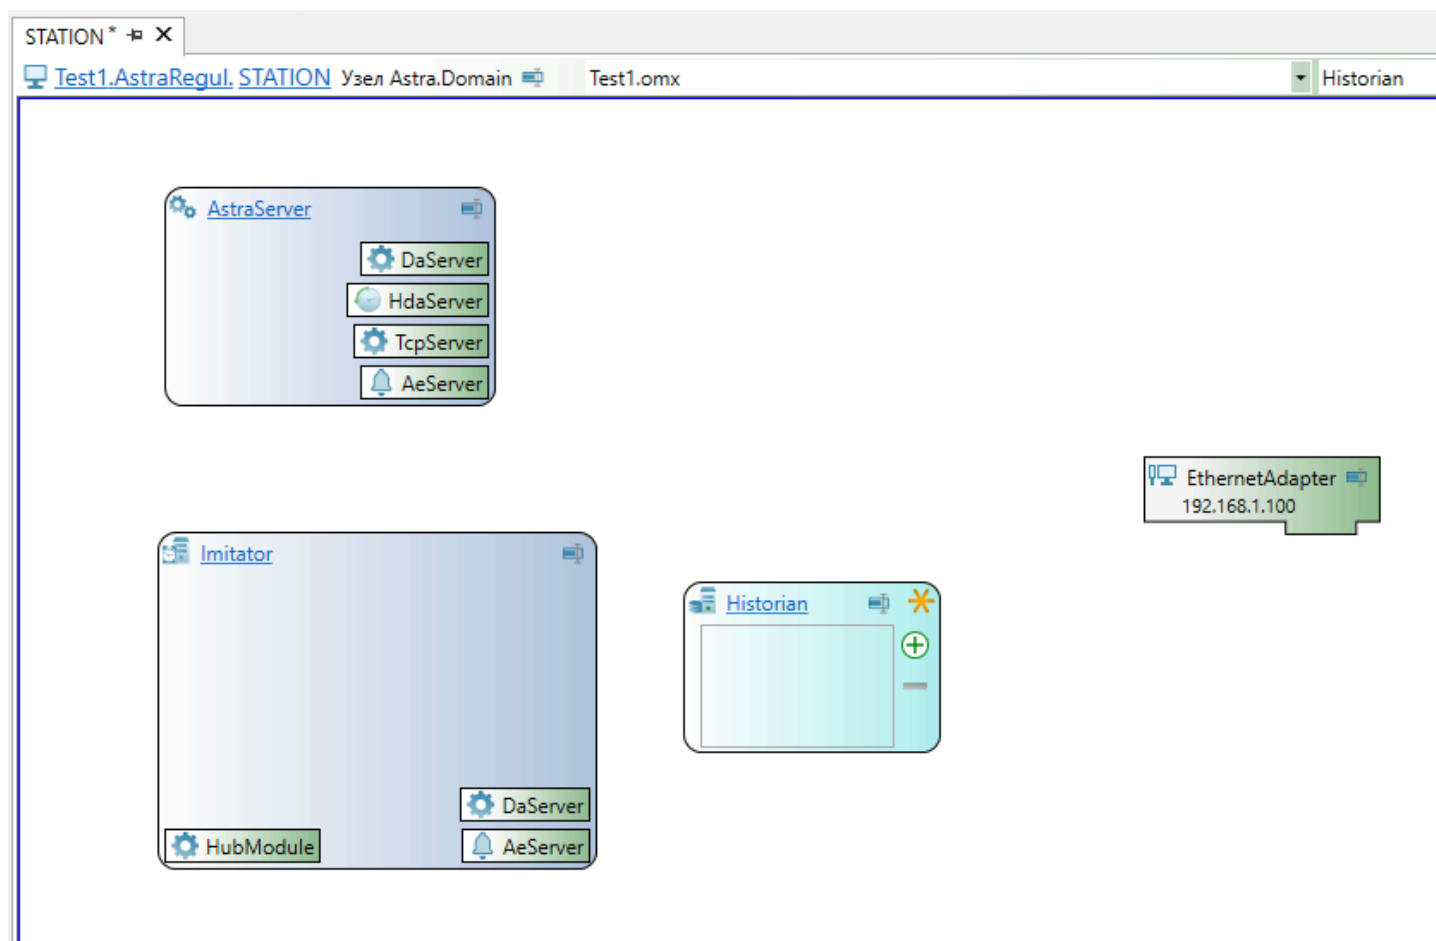 STATION*
Test1.AstraRegul. STATION Узел Astra.Domain Test1.omx Historian
AstraServer
DaServer
HdaServer
TcpServer
AeServer
EthernetAdapter
192.168.1.100
Imitator
Historian
DaServer
HubModule AeServer